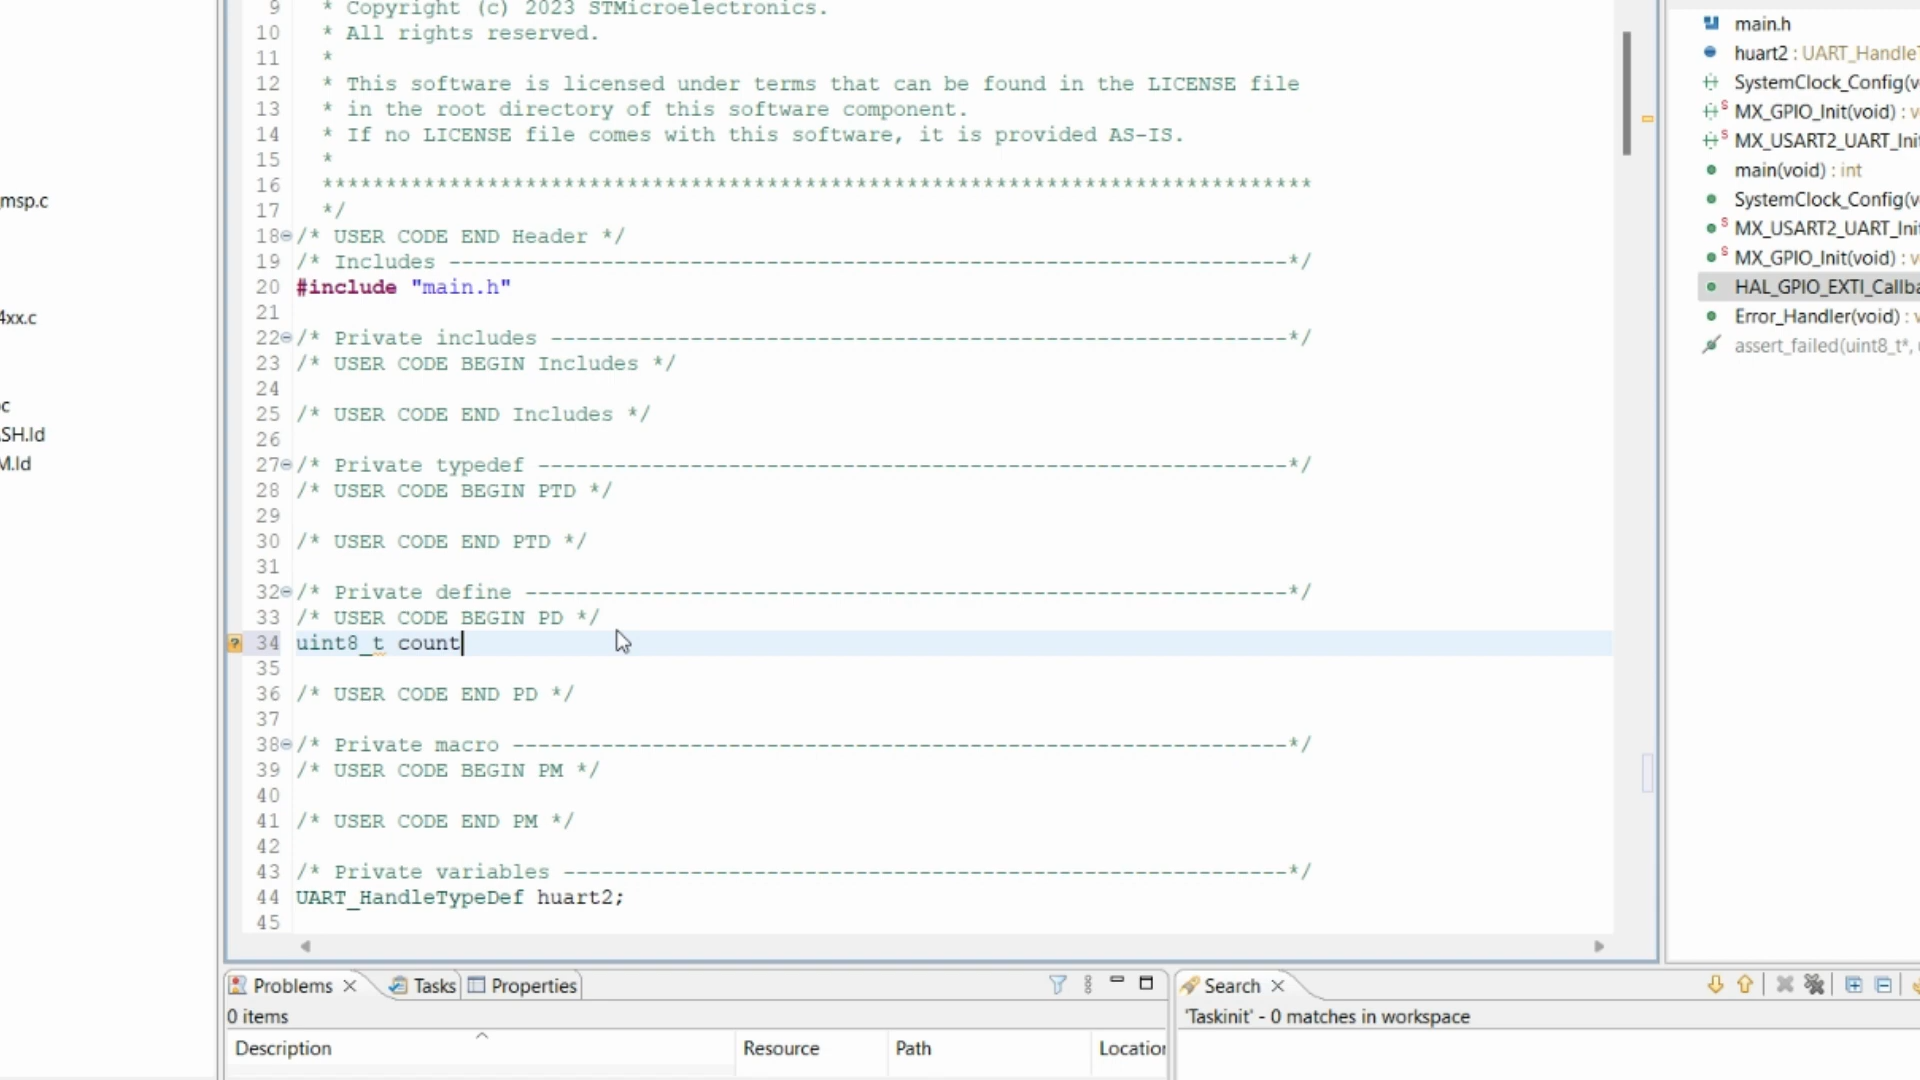 _msp.c
4xx.c
c
SH.ld
M.ld
9 * Copyright (c) 2023 STMicroelectronics.
10 * All rights reserved.
11 *
12 * This software is licensed under terms that can be found in the LICENSE file
13 * in the root directory of this software component.
14 * If no LICENSE file comes with this software, it is provided AS-IS.
15 *
16 ******************************************************************************
17 */
18 /* USER CODE END Header */
19 /* Includes ------------------------------------------------------------------*/
20 #include "main.h"
21
22 /* Private includes ----------------------------------------------------------*/
23 /* USER CODE BEGIN Includes */
24
25 /* USER CODE END Includes */
26
27 /* Private typedef -----------------------------------------------------------*/
28 /* USER CODE BEGIN PTD */
29
30 /* USER CODE END PTD */
31
32 /* Private define ------------------------------------------------------------*/
33 /* USER CODE BEGIN PD */
34 uint8_t count
35
36 /* USER CODE END PD */
37
38 /* Private macro -------------------------------------------------------------*/
39 /* USER CODE BEGIN PM */
40
41 /* USER CODE END PM */
42
43 /* Private variables ---------------------------------------------------------*/
44 UART_HandleTypeDef huart2;
45
main.h
huart2 : UART_Handle
SystemClock_Config(v
MX_GPIO_Init(void) : v
MX_USART2_UART_Ini
main(void) : int
SystemClock_Config(v
MX_USART2_UART_Ini
MX_GPIO_Init(void) : v
HAL_GPIO_EXTI_Callba
Error_Handler(void) : v
assert_failed(uint8_t*, 
Problems Tasks Properties
0 items
Description Resource Path Location
Search
'Taskinit' - 0 matches in workspace